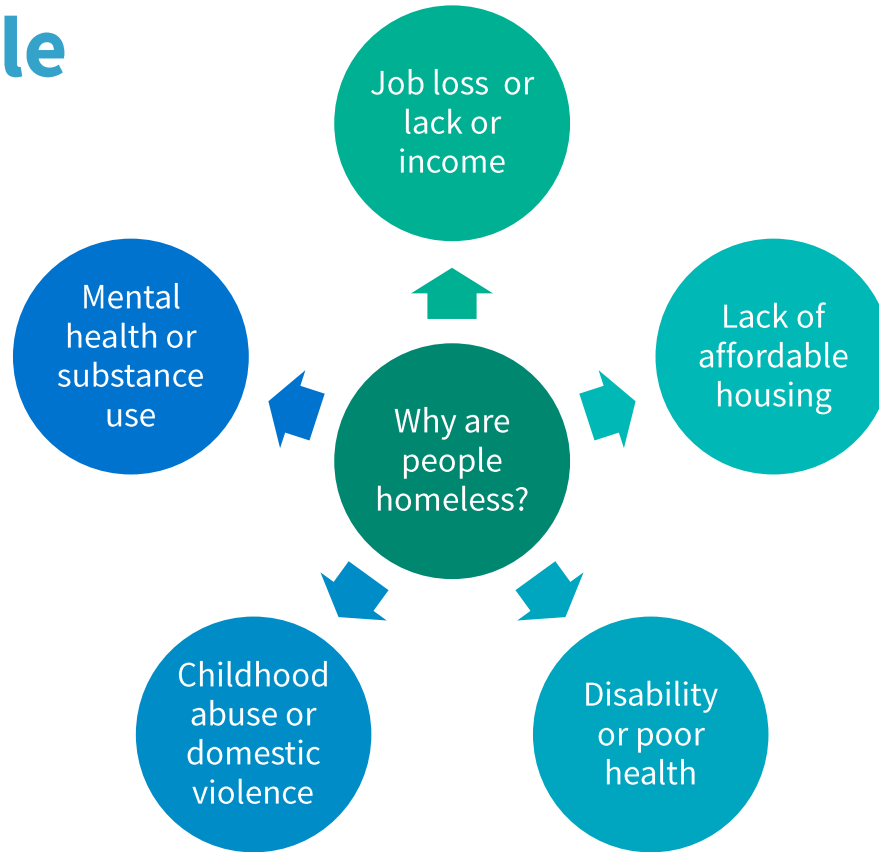 le
Job loss or
lack or
income
Mental
health or
substance
use
Lack of
affordable
housing
Why are
people
homeless?
Childhood
abuse or
domestic
violence
Disability
or poor
health